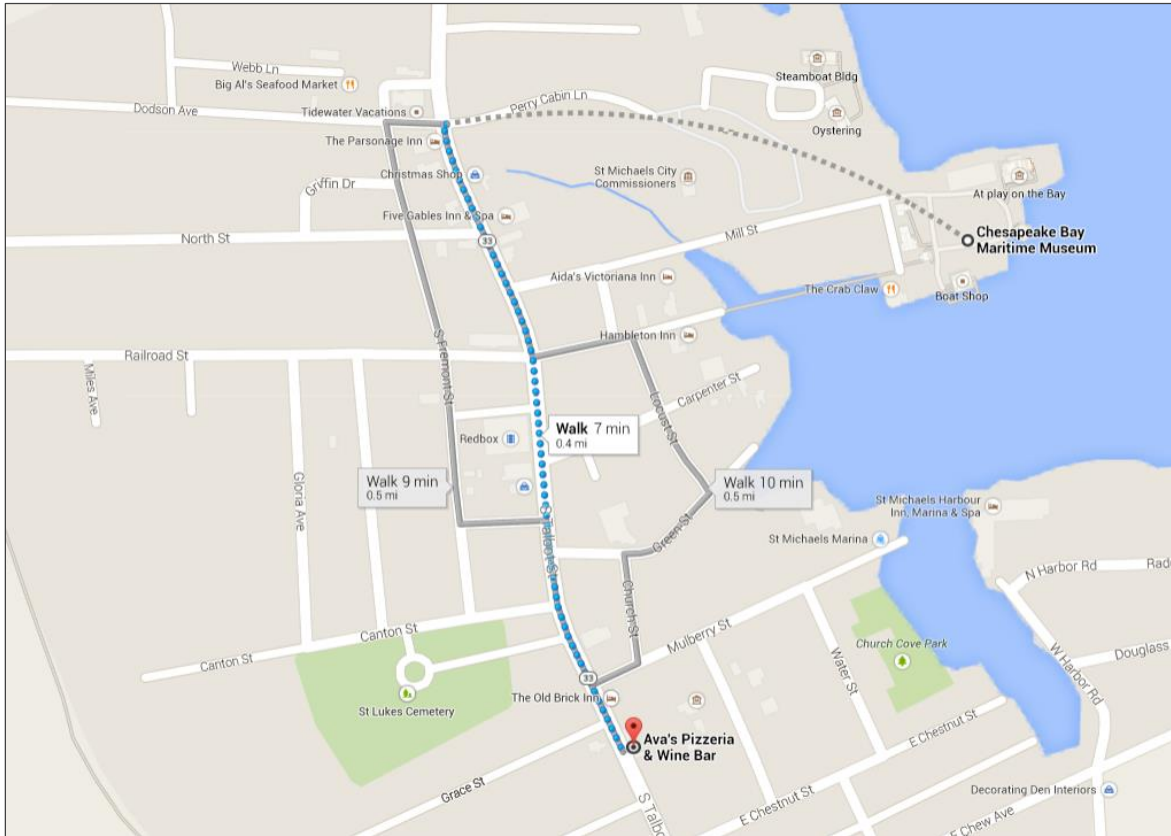 Steamboat Bldg
Webb Ln
Big Al's Seafood Market
Dodson Ave
Tidewater Vacations
Perry Cabin Ln
Oystering
The Parsonage Inn
Christmas Shop
St Michaels City
Commissioners
Griffin Dr
At play on the Bay
Five Gables Inn & Spa
North St
33
Mill St
Chesapeake Bay
Maritime Museum
Aida's Victoriana Inn
The Crab Claw
Boat Shop
Hambleton Inn
Railroad St
Miles Ave
S Fremont St
Locust St
Carpenter St
Walk 7 min
0.4 mi
Redbox
Gloria Ave
Walk 9 min
0.5 mi
Walk 10 min
0.5 mi
St Michaels Harbour
Inn, Marina & Spa
S Talbot St
Green St
St Michaels Marina
N Harbor Rd
Church St
Canton St
Canton St
Mulberry St
Water St
Church Cove Park
W Harbor Rd
Douglass
33
The Old Brick Inn
St Lukes Cemetery
Ava's Pizzeria
& Wine Bar
E Chestnut St
Grace St
E Chestnut St
Decorating Den Interiors
E Chew Ave